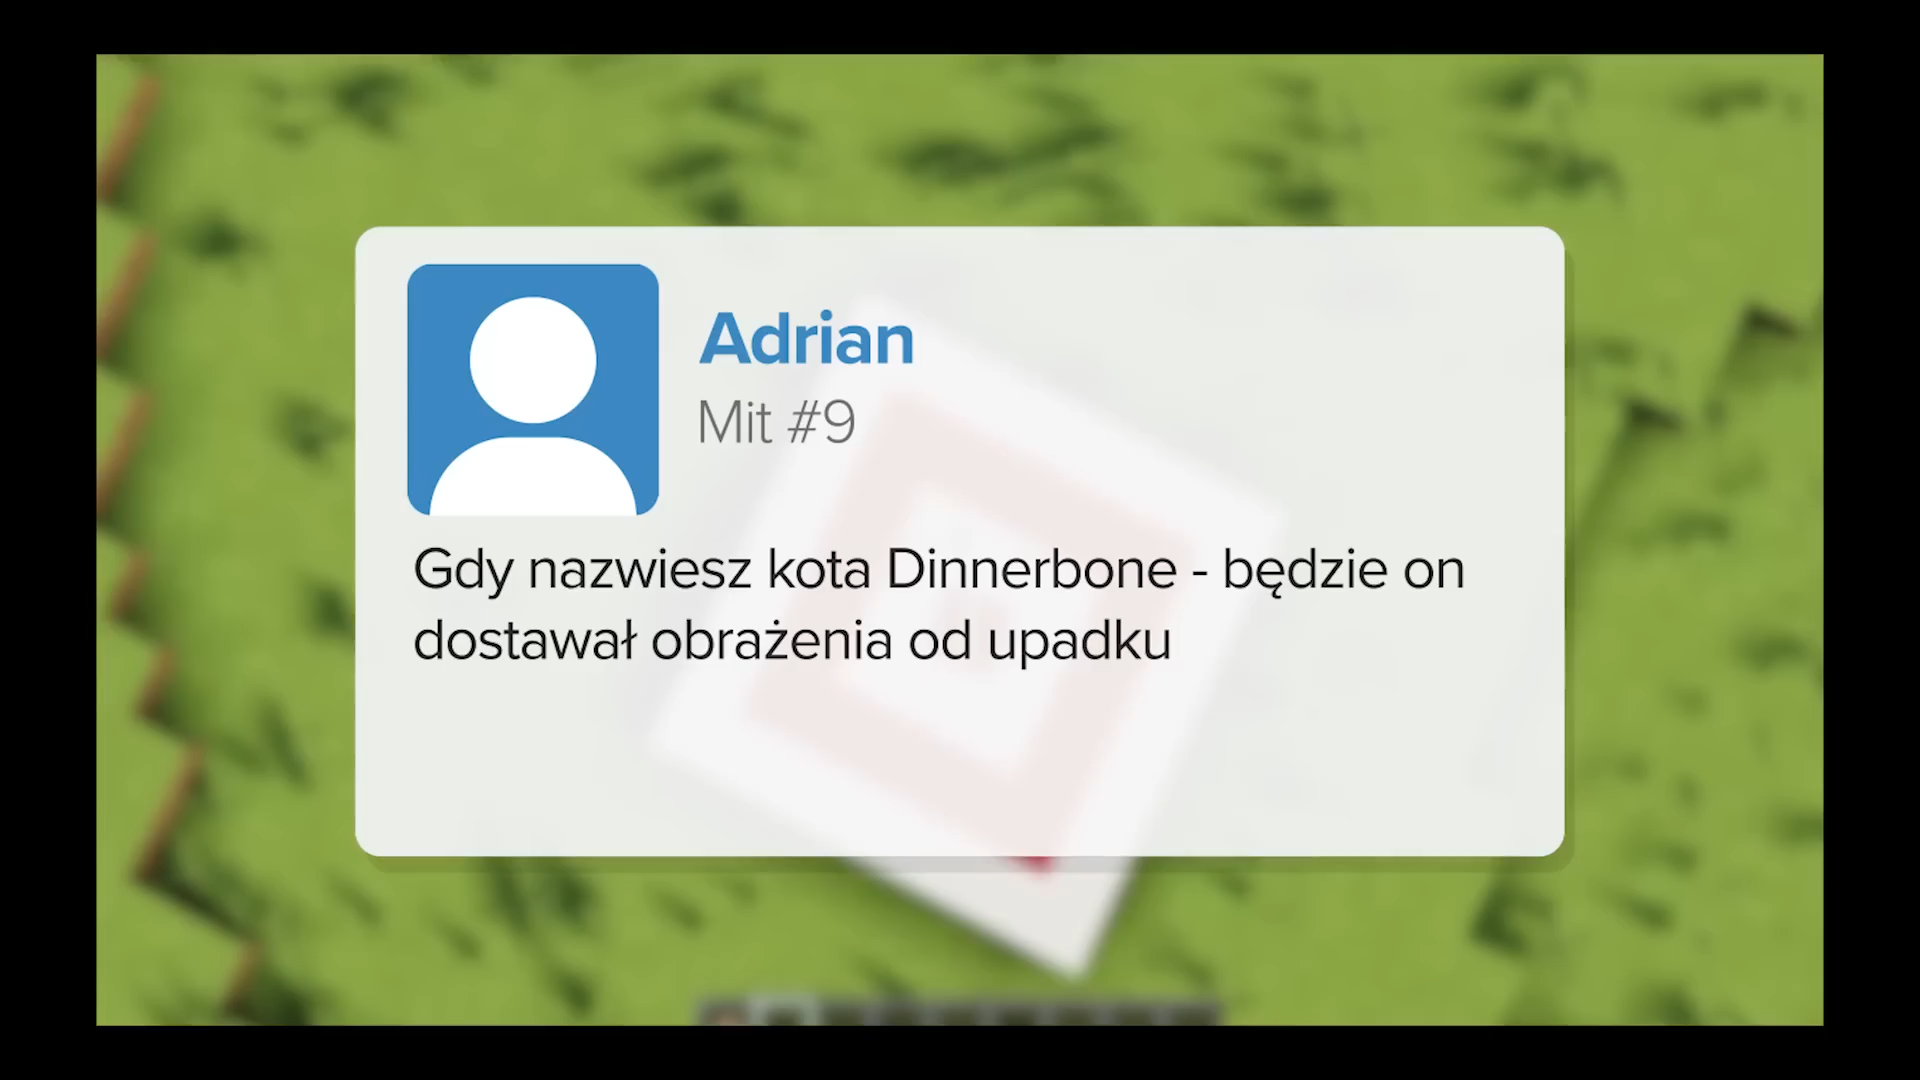 Adrian
Mit #9
Gdy nazwiesz kota Dinnerbone - będzie on
dostawał obrażenia od upadku